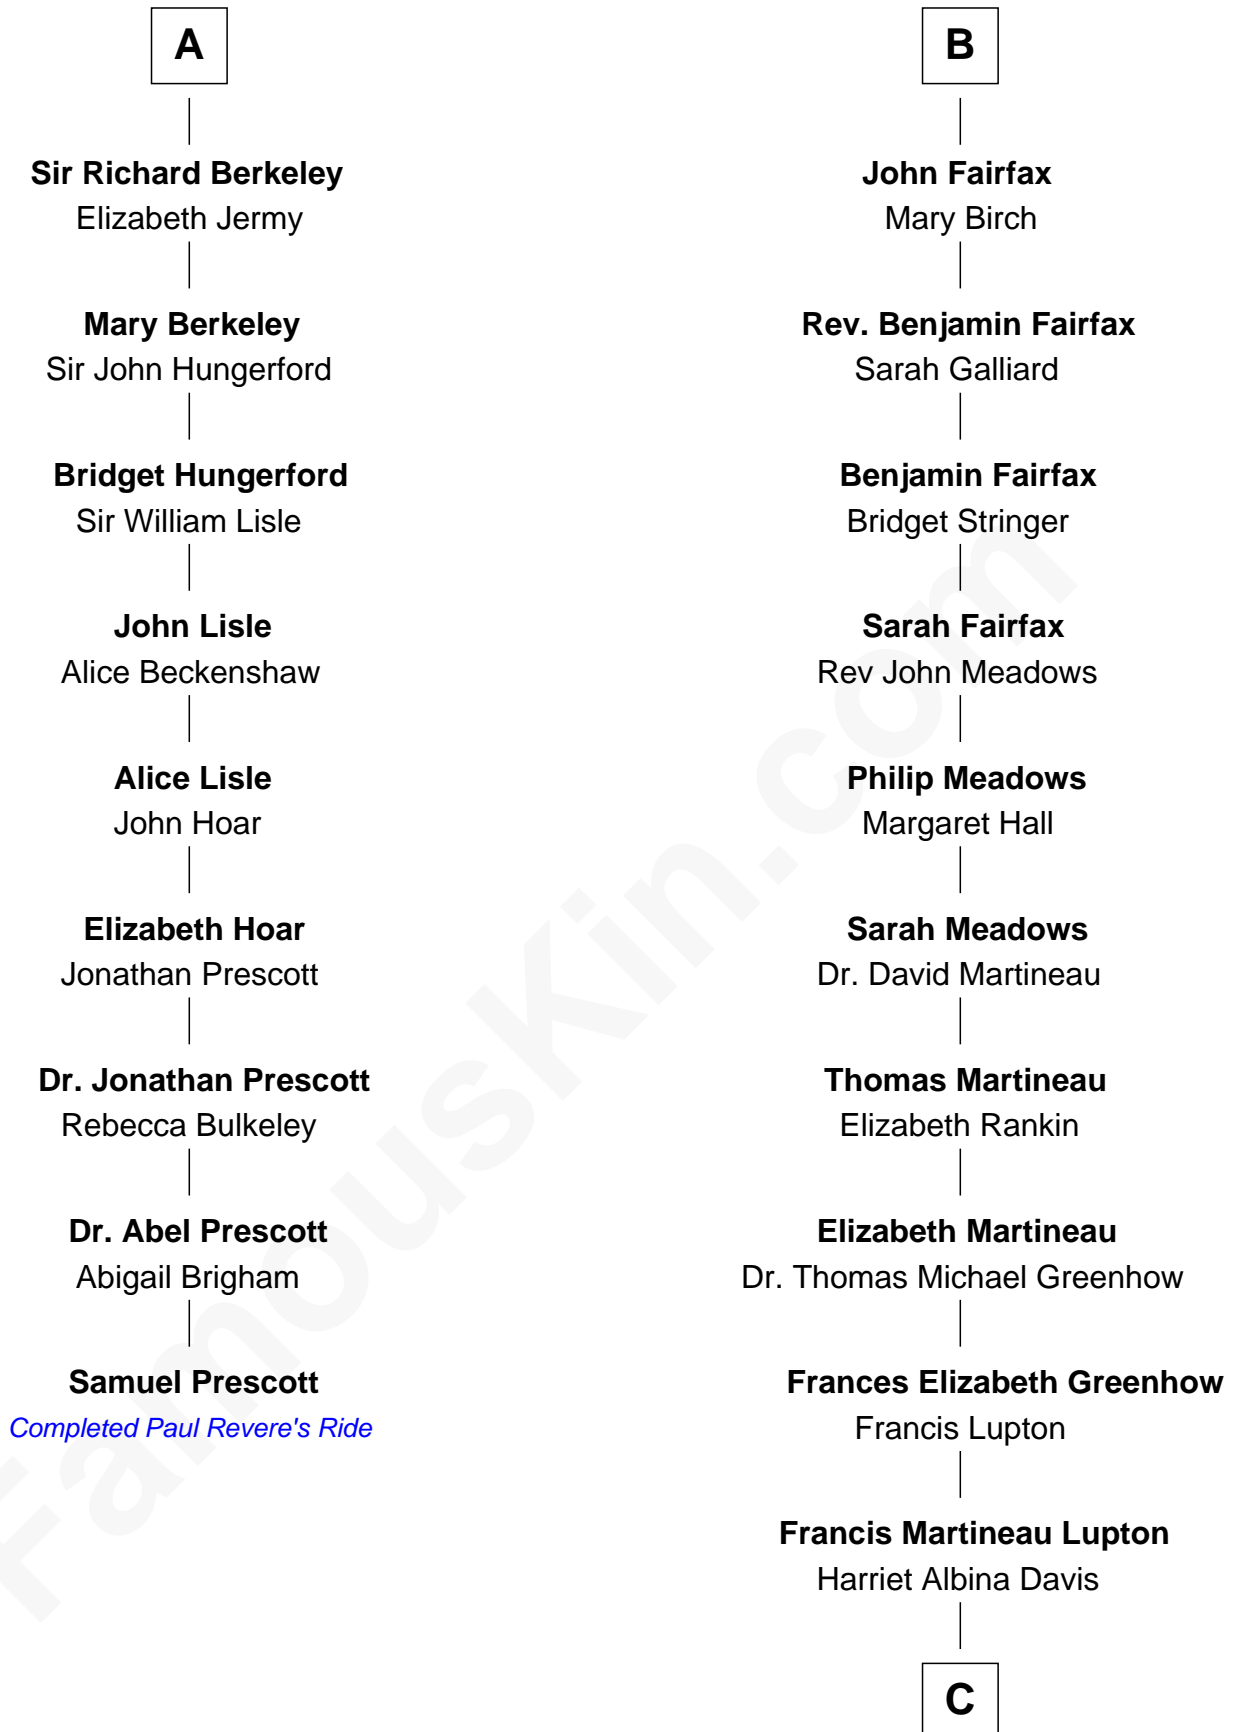 A
Sir Richard Berkeley
Elizabeth Jermy
Mary Berkeley
Sir John Hungerford
Bridget Hungerford
Sir William Lisle
John Lisle
Alice Beckenshaw
Alice Lisle
John Hoar
Elizabeth Hoar
Jonathan Prescott
Dr. Jonathan Prescott
Rebecca Bulkeley
Dr. Abel Prescott
Abigail Brigham
Samuel Prescott
Completed Paul Revere's Ride
B
John Fairfax
Mary Birch
Rev. Benjamin Fairfax
Sarah Galliard
Benjamin Fairfax
Bridget Stringer
Sarah Fairfax
Rev John Meadows
Philip Meadows
Margaret Hall
Sarah Meadows
Dr. David Martineau
Thomas Martineau
Elizabeth Rankin
Elizabeth Martineau
Dr. Thomas Michael Greenhow
Frances Elizabeth Greenhow
Francis Lupton
Francis Martineau Lupton
Harriet Albina Davis
C
FamousKin.com